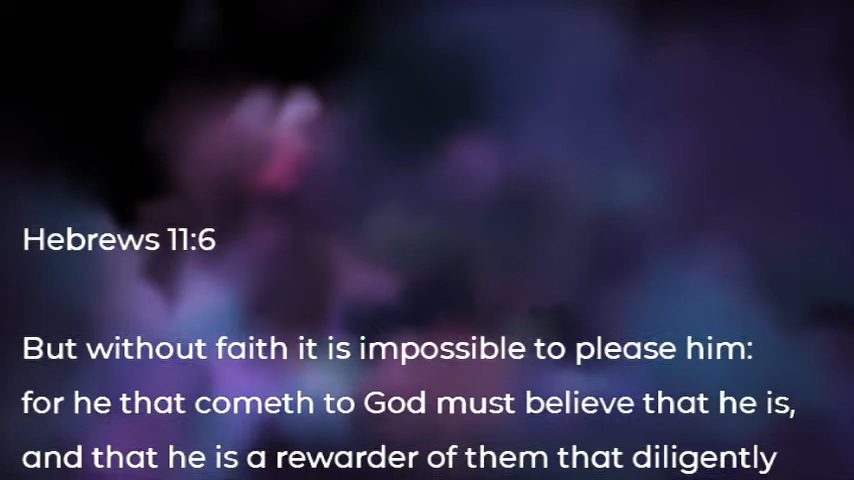 Hebrews 11:6
But without faith it is impossible to please him:
for he that cometh to God must believe that he is,
and that he is a rewarder of them that diligently